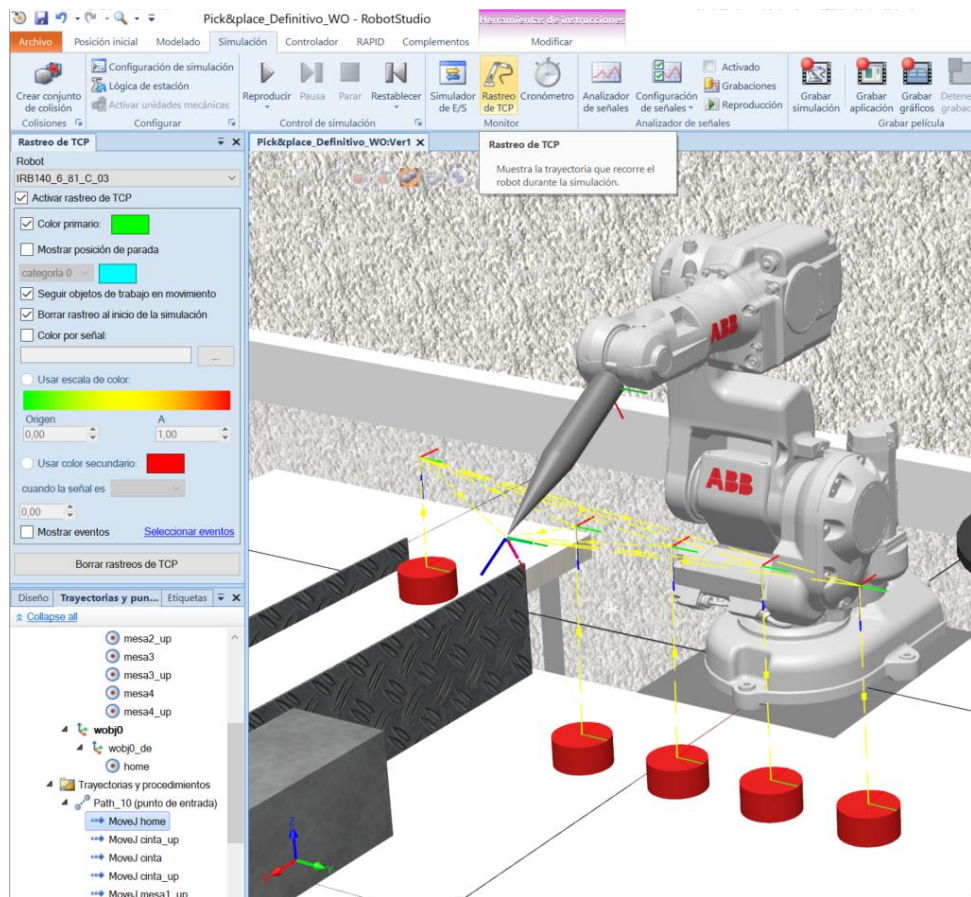 Pick&place_Definitivo_WO - RobotStudio
Herramientas de instrucciones
Archivo Posición inicial Modelado Simulación Controlador RAPID Complementos Modificar
Crear conjunto de colisión
Configuración de simulación
Lógica de estación
Activar unidades mecánicas
Reproducir Pausa Parar Restablecer
Simulador de E/S
Rastreo de TCP
Cronómetro
Analizador de señales
Configuración de señales
Activado
Grabaciones
Reproducción
Grabar simulación
Grabar aplicación
Grabar gráficos
Colisiones Configurar Control de simulación Monitor Analizador de señales Grabar película
Rastreo de TCP
Robot
IRB140_6_81_C_03
Activar rastreo de TCP
Color primario:
Mostrar posición de parada
categoría 0
Seguir objetos de trabajo en movimiento
Borrar rastreo al inicio de la simulación
Color por señal:
...
Usar escala de color:
Origen A
0,00 1,00
Usar color secundario:
cuando la señal es
0,00
Mostrar eventos Seleccionar eventos
Borrar rastreos de TCP
Diseño Trayectorias y pun... Etiquetas
Collapse all
mesa2_up
mesa3
mesa3_up
mesa4
mesa4_up
wobj0
wobj0_de
home
Trayectorias y procedimientos
Path_10 (punto de entrada)
MoveJ home
MoveJ cinta_up
MoveJ cinta
MoveJ cinta_up
MoveJ mesa1_up
Pick&place_Definitivo_WO:Ver1
Rastreo de TCP
Muestra la trayectoria que recorre el
robot durante la simulación.
ABB
ABB
Z
Y